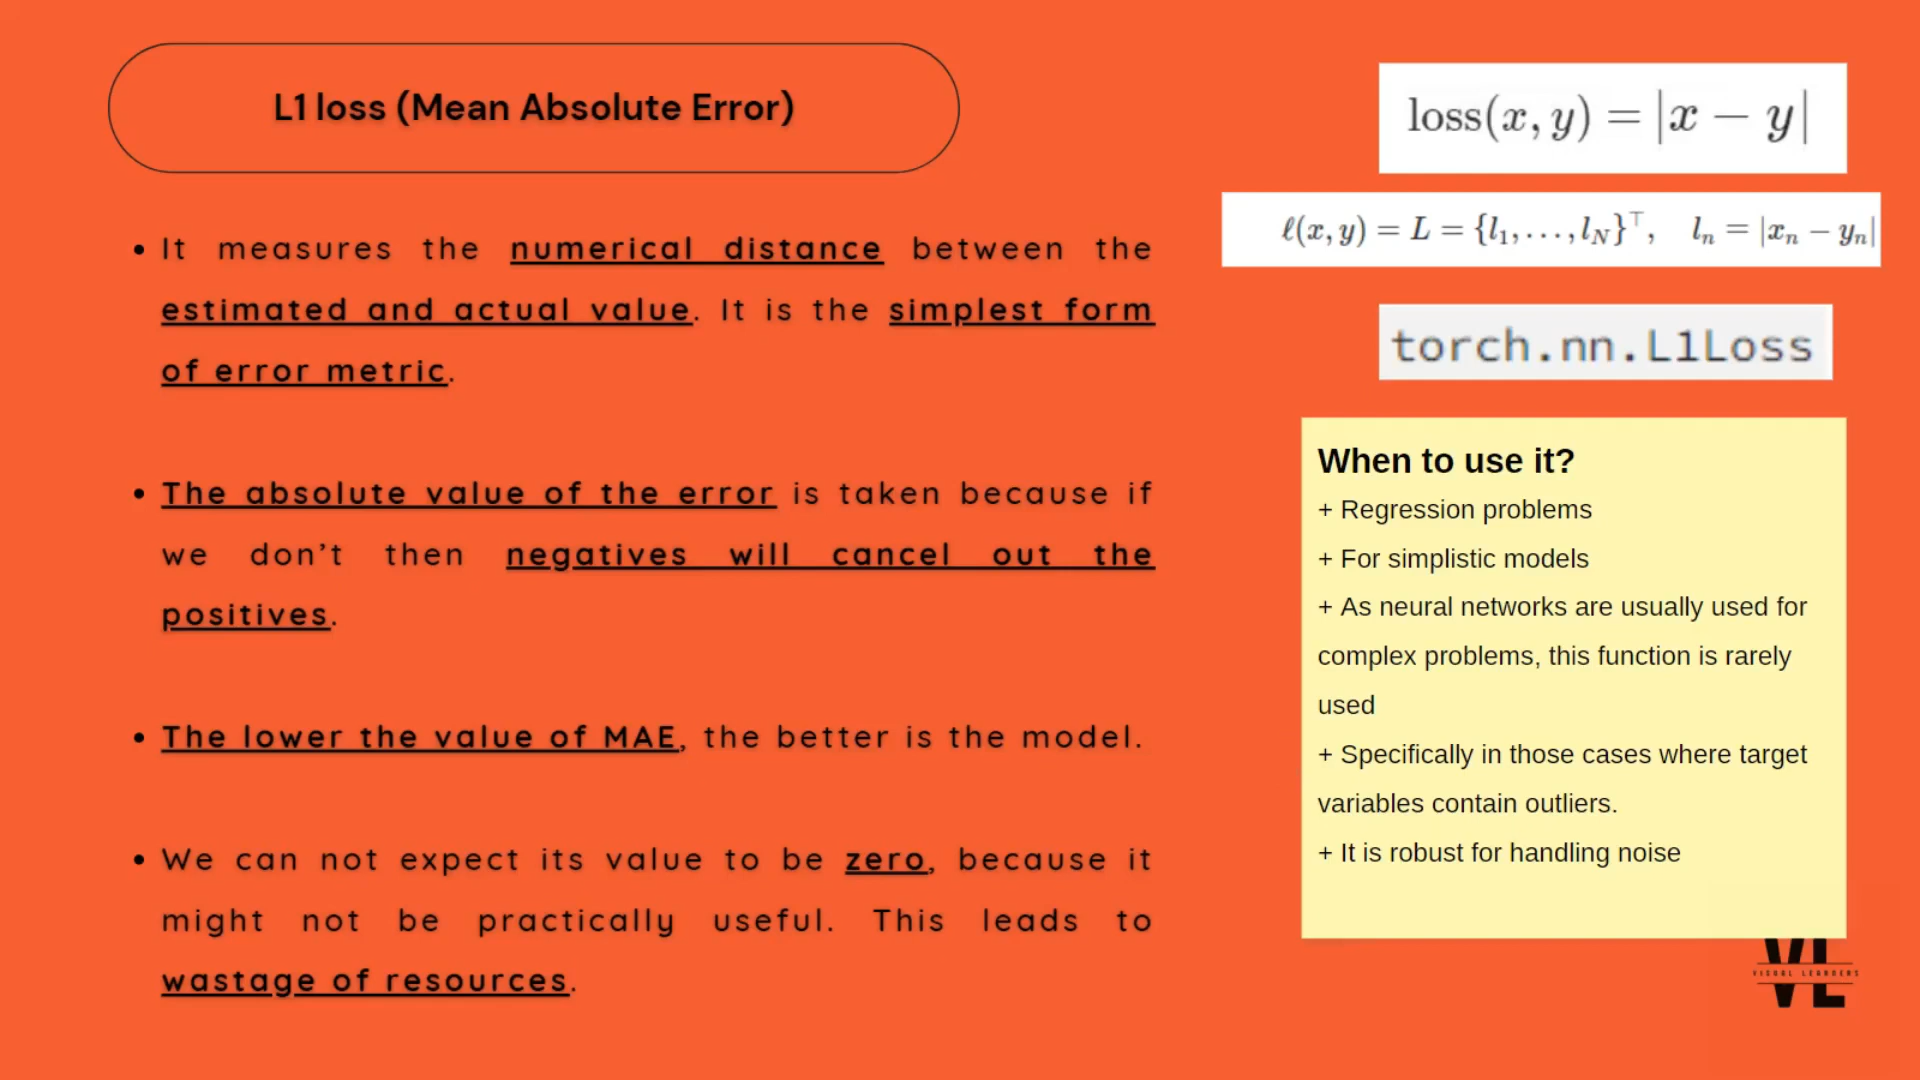 L1 loss (Mean Absolute Error)
It measures the numerical distance between the
estimated and actual value. It is the simplest form
of error metric.
The absolute value of the error is taken because if
we don’t then negatives will cancel out the
positives.
The lower the value of MAE, the better is the model.
We can not expect its value to be zero, because it
might not be practically useful. This leads to
wastage of resources.
loss(x, y) = |x − y|
ℓ(x, y) = L = {l₁, …, l_N}^⊤, l_n = |x_n − y_n|
torch.nn.L1Loss
When to use it?
+ Regression problems
+ For simplistic models
+ As neural networks are usually used for
complex problems, this function is rarely
used
+ Specifically in those cases where target
variables contain outliers.
+ It is robust for handling noise
VL